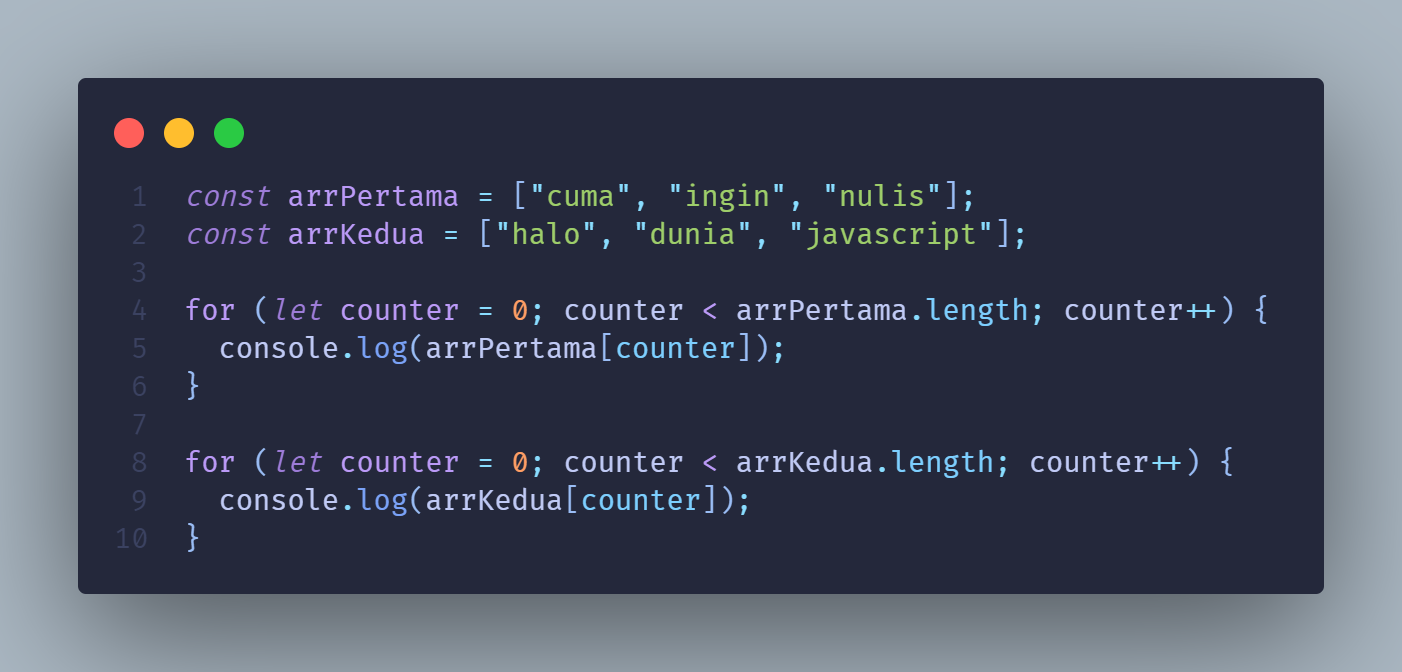 1 const arrPertama = ["cuma", "ingin", "nulis"];
2 const arrKedua = ["halo", "dunia", "javascript"];
3
4 for (let counter = 0; counter < arrPertama.length; counter++) {
5   console.log(arrPertama[counter]);
6 }
7
8 for (let counter = 0; counter < arrKedua.length; counter++) {
9   console.log(arrKedua[counter]);
10 }